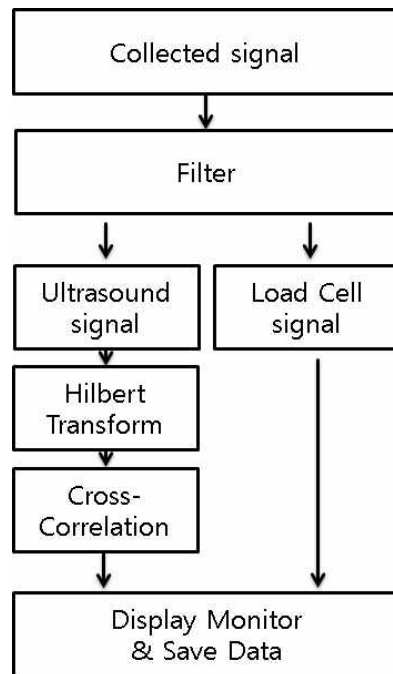 Collected signal
Filter
Ultrasound
signal
Load Cell
signal
Hilbert
Transform
Cross-
Correlation
Display Monitor
& Save Data